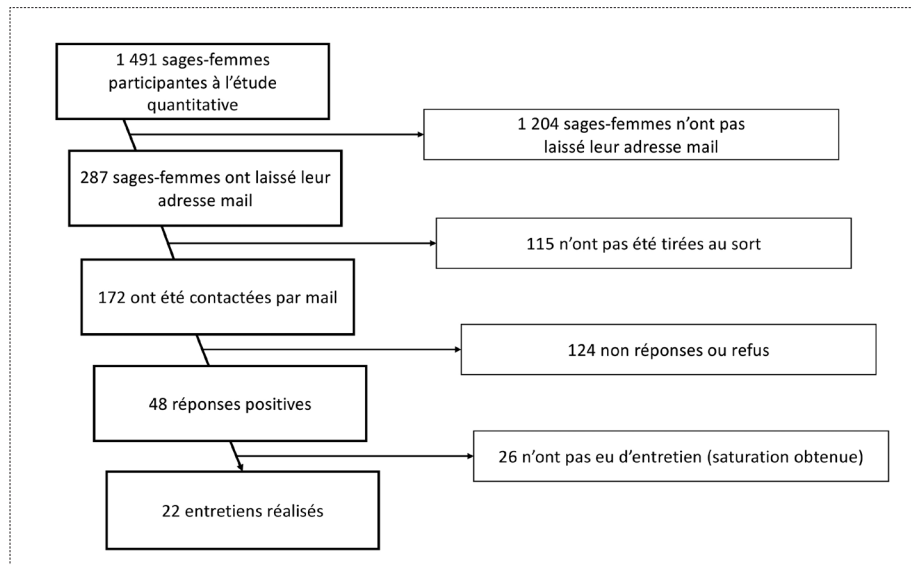 1 491 sages-femmes
participantes à l'étude
quantitative
1 204 sages-femmes n'ont pas
laissé leur adresse mail
287 sages-femmes ont laissé leur
adresse mail
115 n'ont pas été tirées au sort
172 ont été contactées par mail
124 non réponses ou refus
48 réponses positives
26 n'ont pas eu d'entretien (saturation obtenue)
22 entretiens réalisés